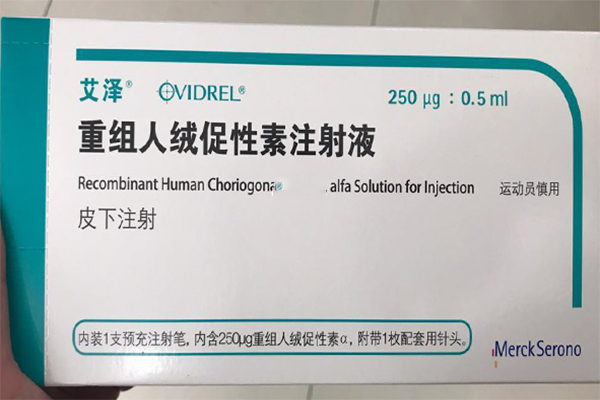 艾泽® OVIDREL® 250 µg : 0.5 ml
重组人绒促性素注射液
Recombinant Human alfa Solution for Injection 运动员慎用
皮下注射
内装1支预充注射笔，内含250µg重组人绒促性素α，附带1枚配套用针头。
Merck Serono